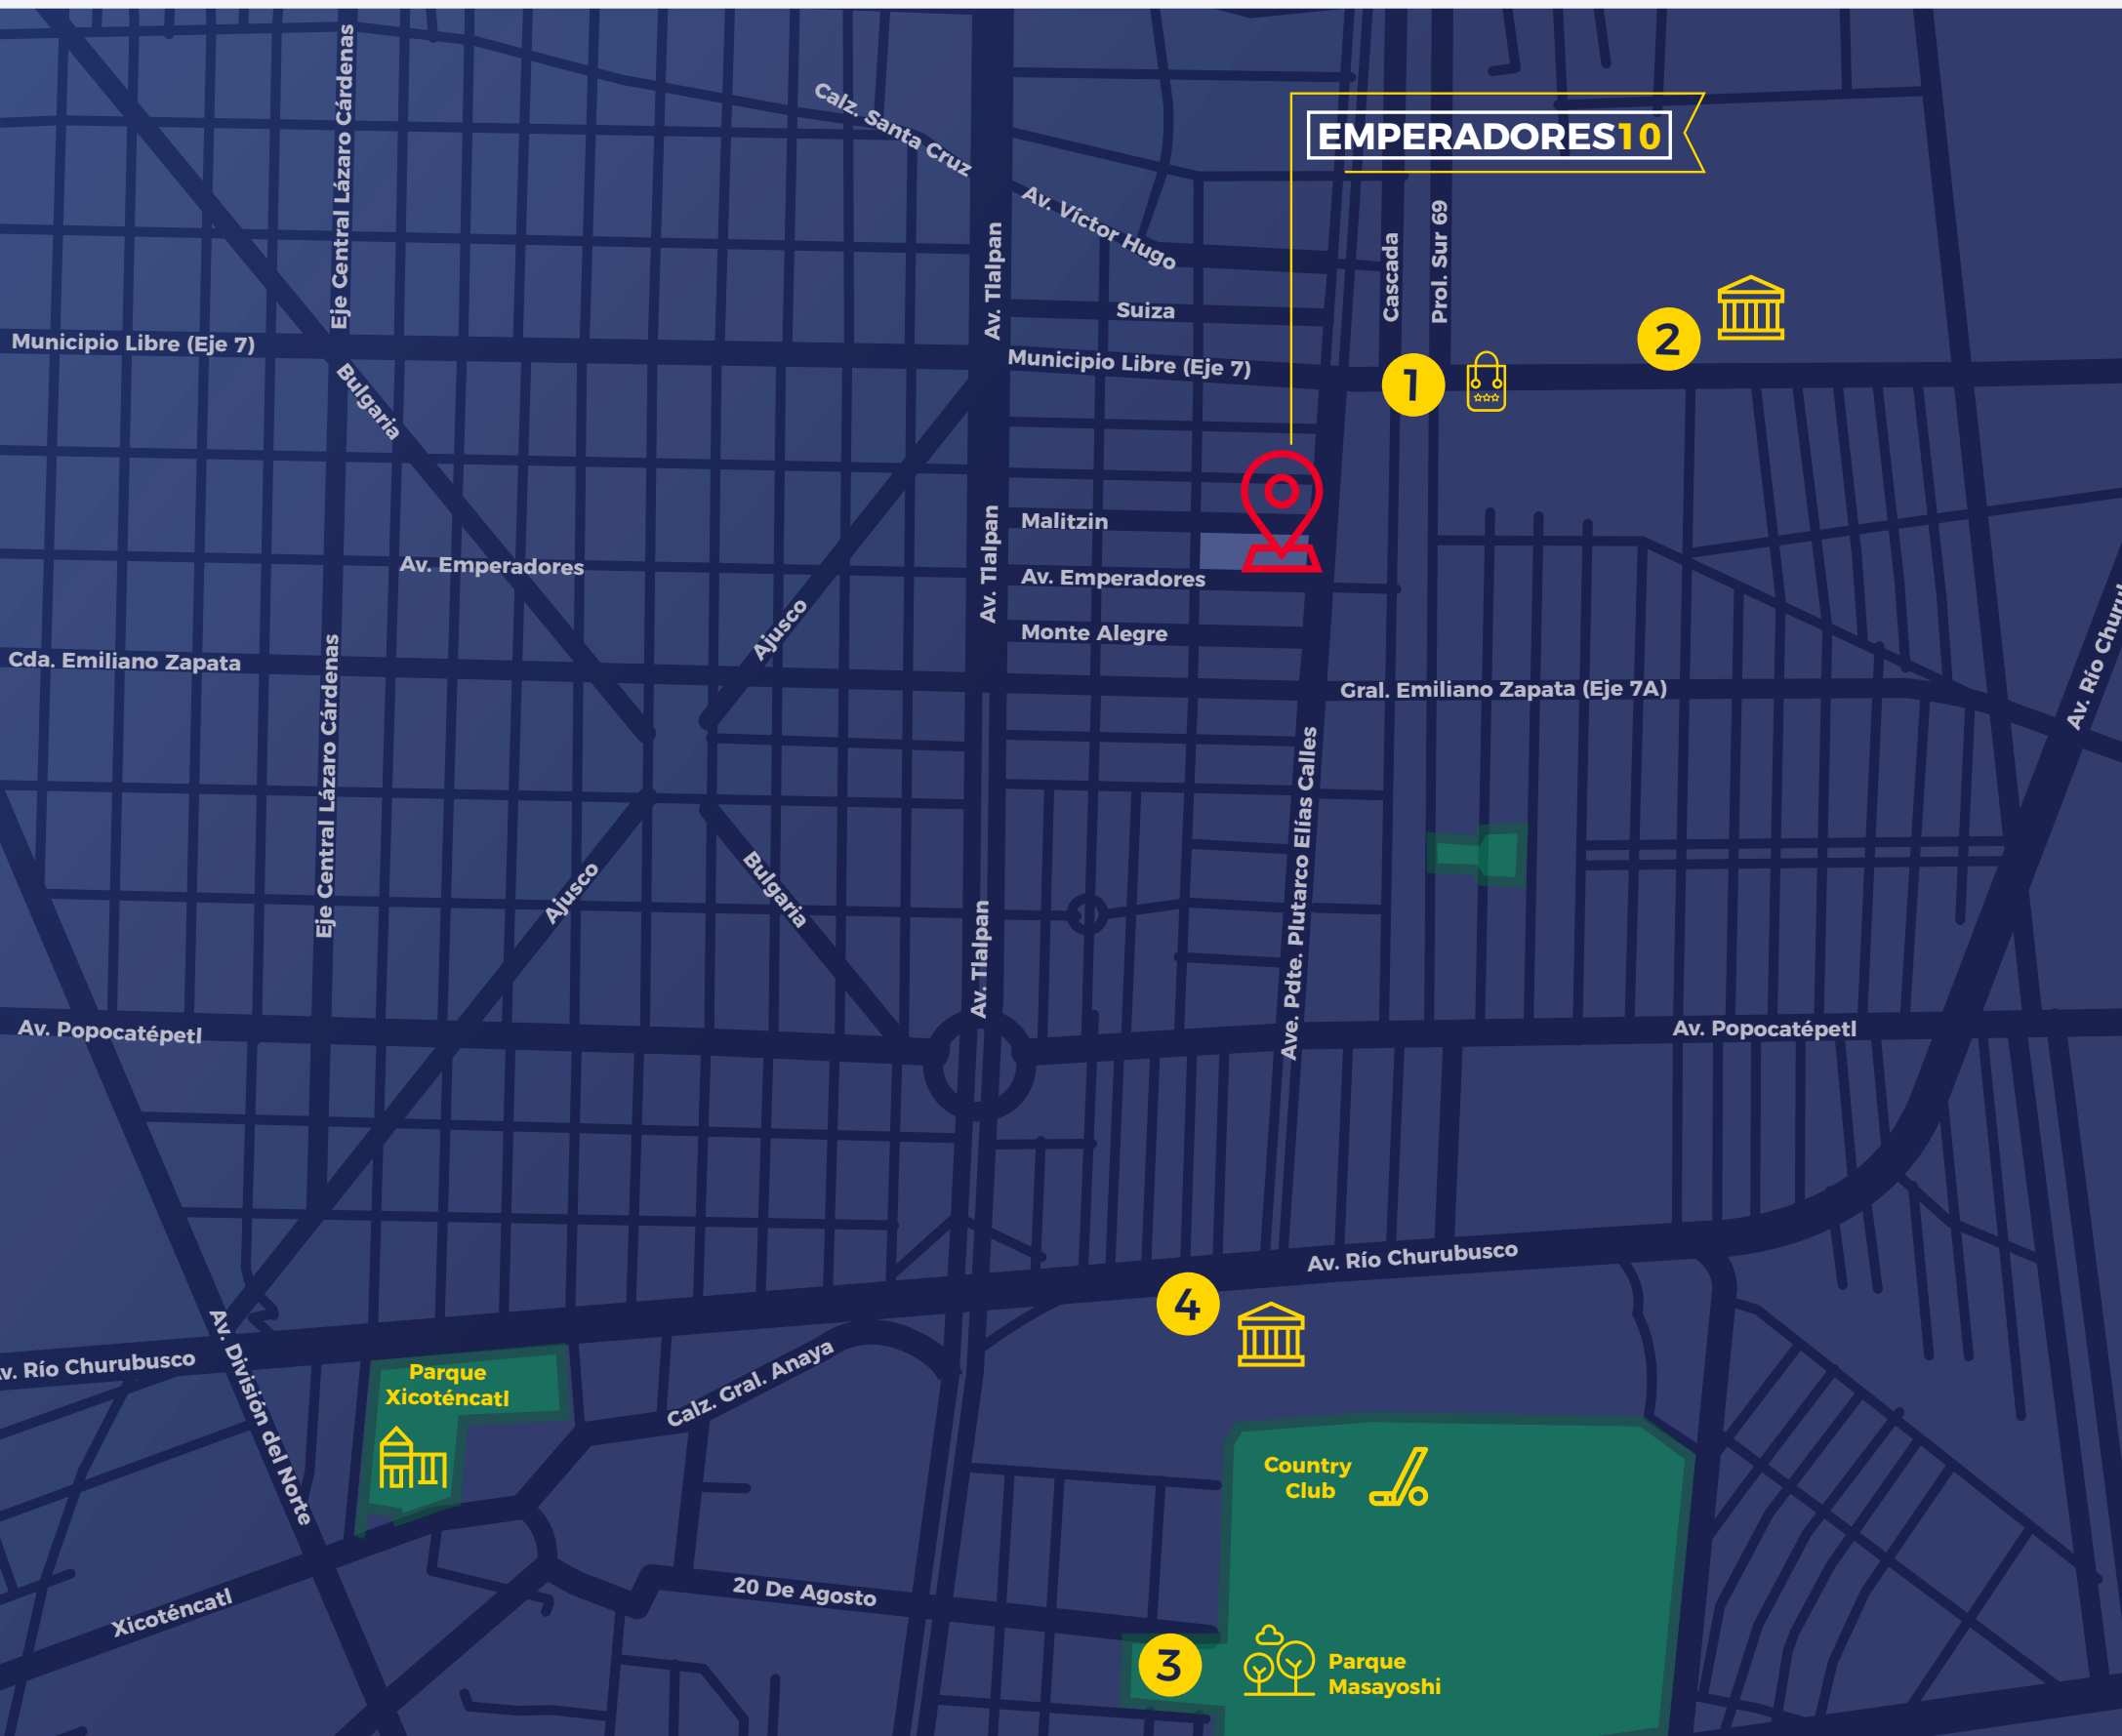 Eje Central Lázaro Cárdenas
Calz. Santa Cruz
EMPERADORES10
Av. Víctor Hugo
Av. Tlalpan
Cascada
Prol. Sur 69
Suiza
Municipio Libre (Eje 7)
Municipio Libre (Eje 7)
1
2
Bulgaria
Malitzin
Av. Emperadores
Av. Tlalpan
Av. Emperadores
Ajusco
Monte Alegre
Cda. Emiliano Zapata
Gral. Emiliano Zapata (Eje 7A)
Av. Río Churu
Eje Central Lázaro Cárdenas
Ave. Pdte. Plutarco Elías Calles
Ajusco
Bulgaria
Av. Tlalpan
Av. Popocatépetl
Av. Popocatépetl
Av. Río Churubusco
4
v. Río Churubusco
Av. División del Norte
Parque
Xicoténcatl
Calz. Gral. Anaya
Country
Club
Xicoténcatl
20 De Agosto
3
Parque
Masayoshi